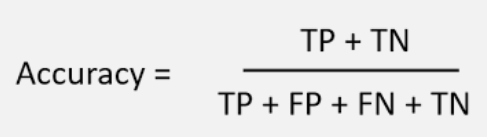 TP + TN
Accuracy =
TP + FP + FN + TN